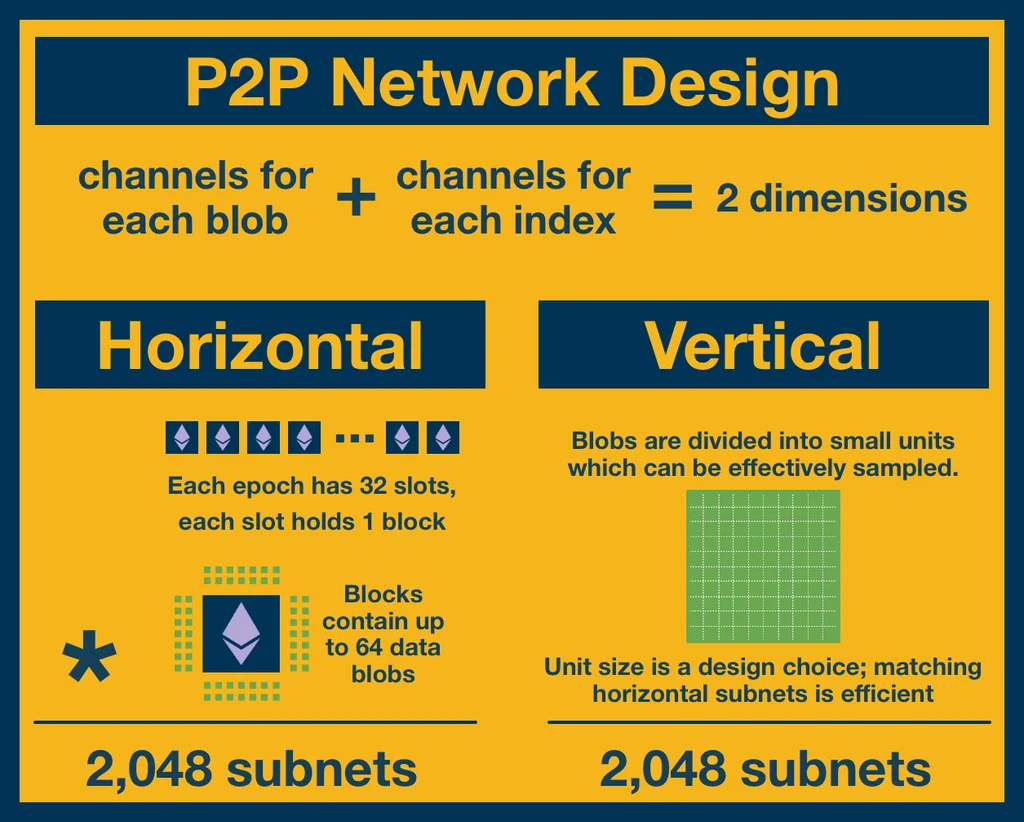 P2P Network Design
channels for
each blob
+
channels for
each index
=
2 dimensions
Horizontal
...
Each epoch has 32 slots,
each slot holds 1 block
Blocks
contain up
to 64 data
blobs
*
2,048 subnets
Vertical
Blobs are divided into small units
which can be effectively sampled.
Unit size is a design choice; matching
horizontal subnets is efficient
2,048 subnets